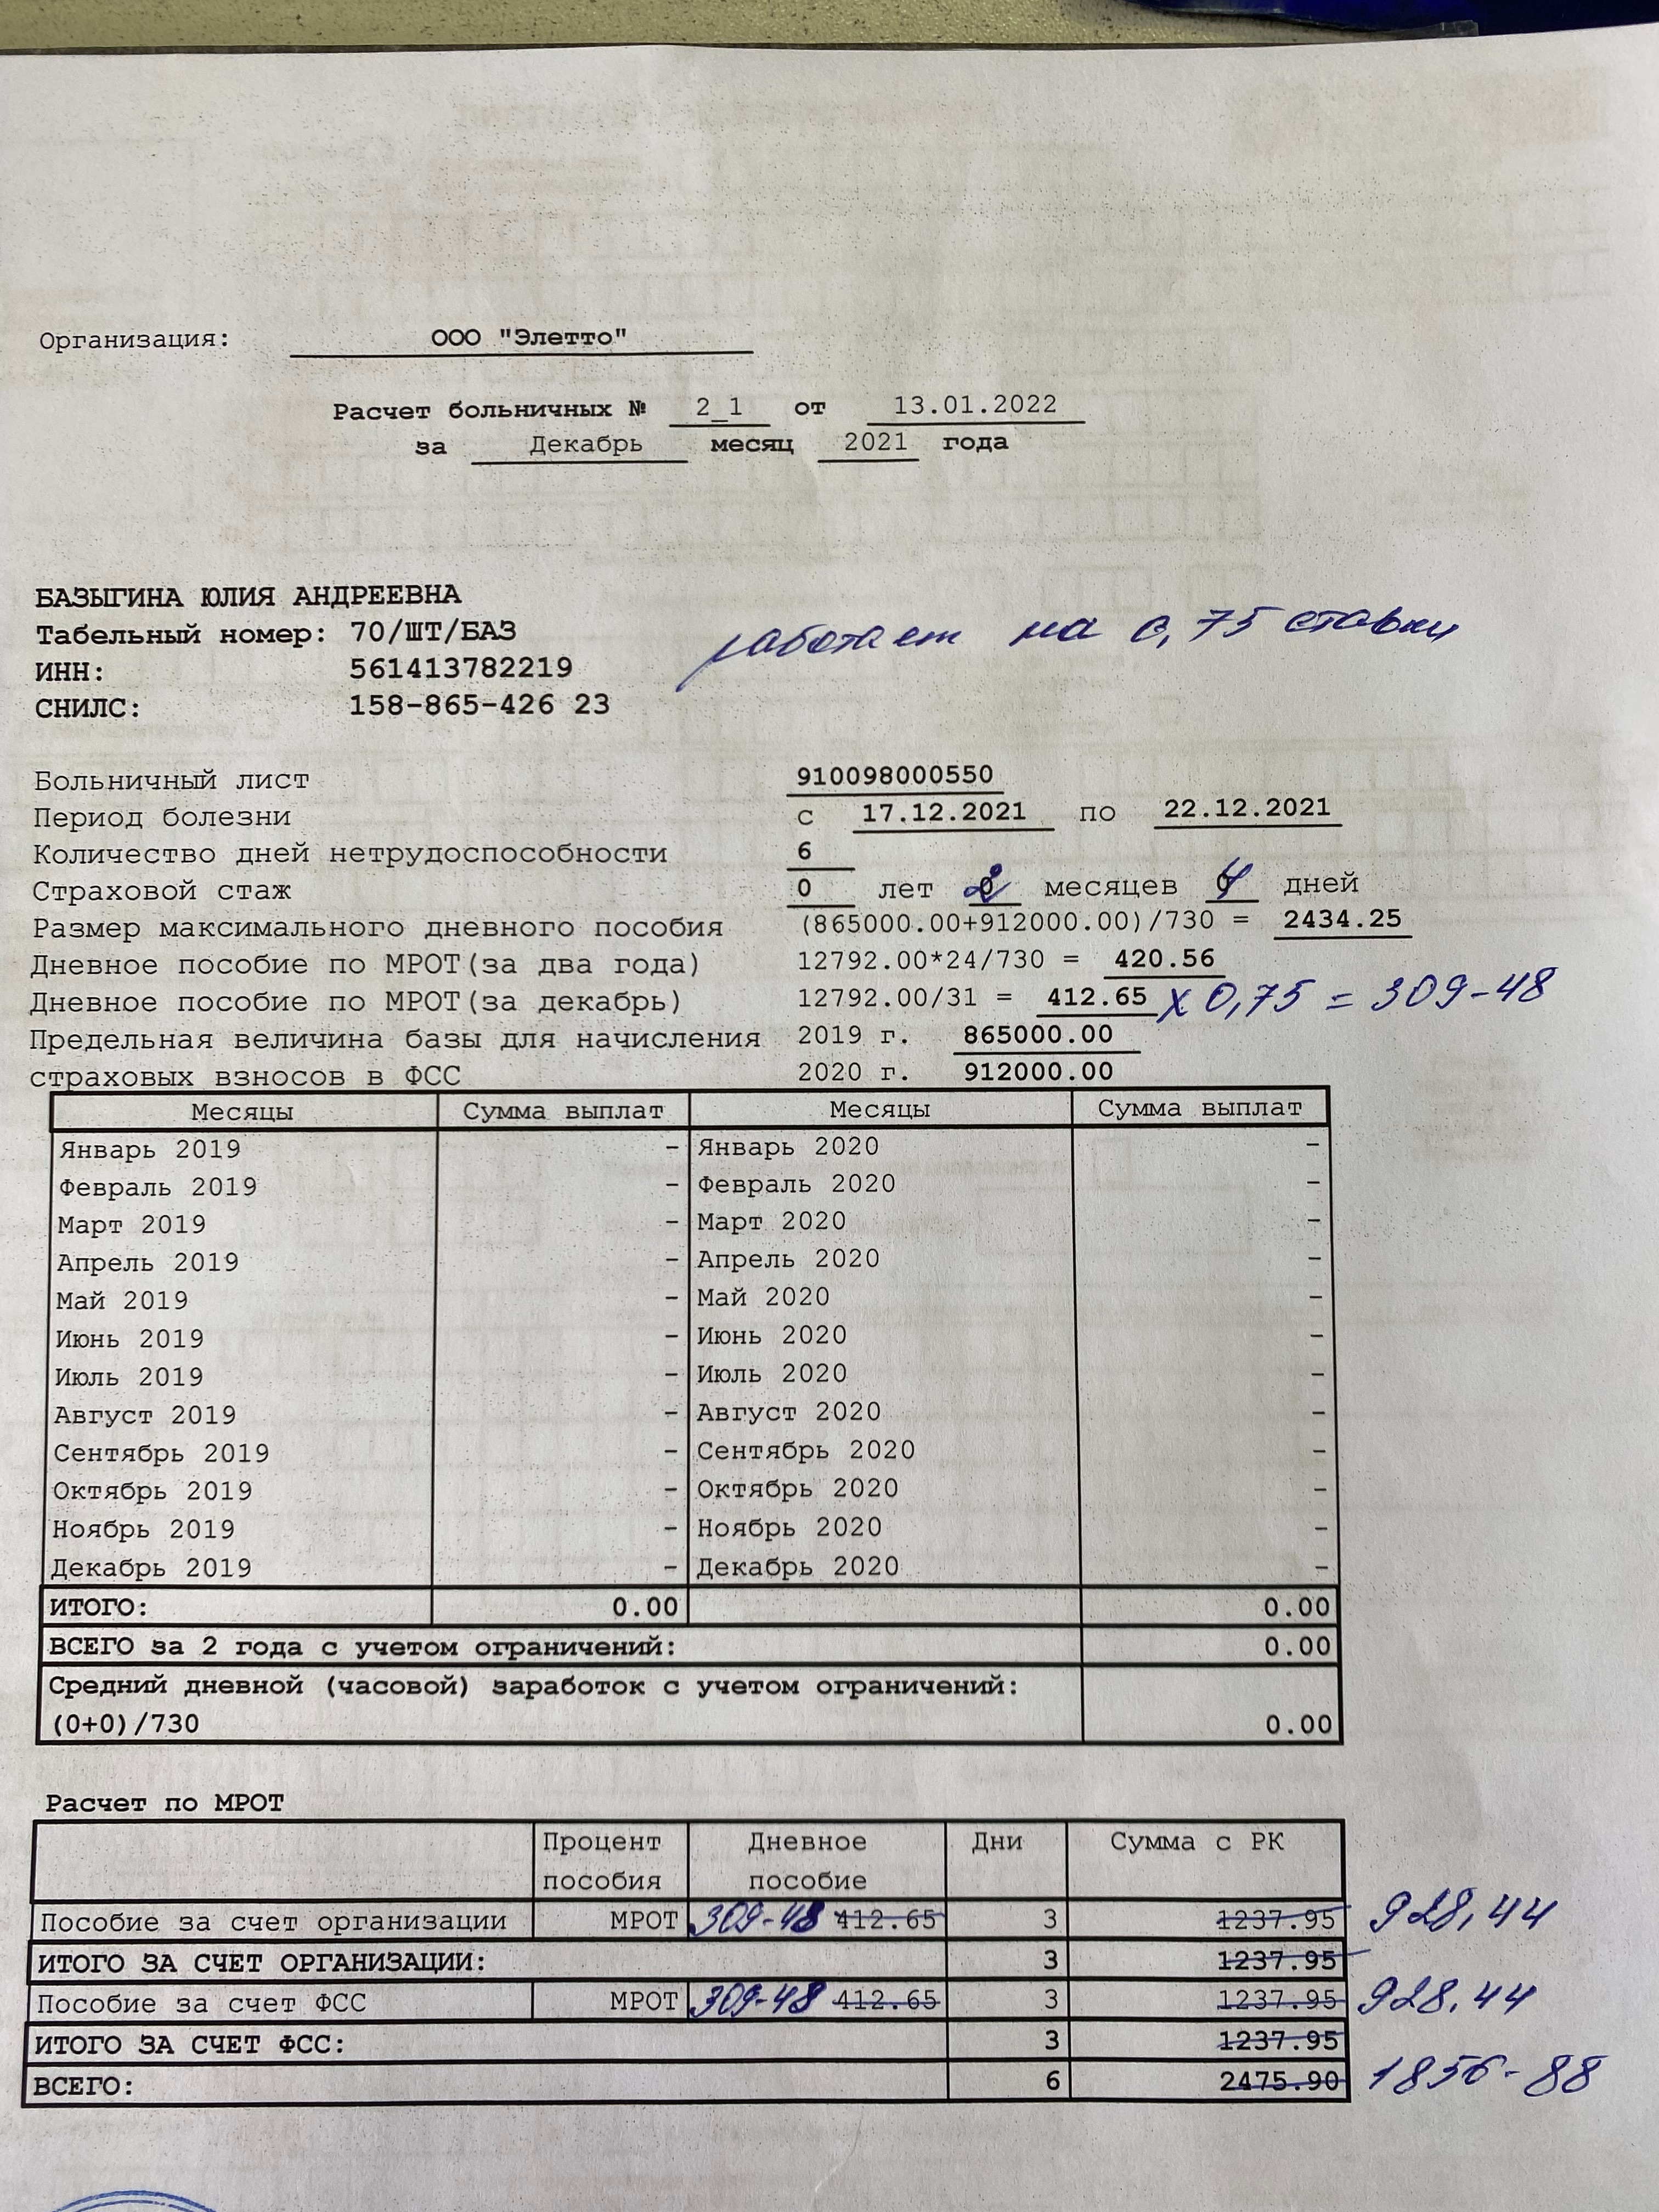 Организация: ООО "Элетто"
Расчет больничных № 2_1 от 13.01.2022
за Декабрь месяц 2021 года
БАЗЫГИНА ЮЛИЯ АНДРЕЕВНА
Табельный номер: 70/ШТ/БАЗ
работает на 0,75 ставки
ИНН: 561413782219
СНИЛС: 158-865-426 23
Больничный лист 910098000550
Период болезни с 17.12.2021 по 22.12.2021
Количество дней нетрудоспособности 6
Страховой стаж 0 лет 2 месяцев 4 дней
Размер максимального дневного пособия (865000.00+912000.00)/730 = 2434.25
Дневное пособие по МРОТ(за два года) 12792.00*24/730 = 420.56
Дневное пособие по МРОТ(за декабрь) 12792.00/31 = 412.65 х 0,75 = 309-48
Предельная величина базы для начисления 2019 г. 865000.00
страховых взносов в ФСС 2020 г. 912000.00
Месяцы Сумма выплат Месяцы Сумма выплат
Январь 2019 - Январь 2020 -
Февраль 2019 - Февраль 2020 -
Март 2019 - Март 2020 -
Апрель 2019 - Апрель 2020 -
Май 2019 - Май 2020 -
Июнь 2019 - Июнь 2020 -
Июль 2019 - Июль 2020 -
Август 2019 - Август 2020 -
Сентябрь 2019 - Сентябрь 2020 -
Октябрь 2019 - Октябрь 2020 -
Ноябрь 2019 - Ноябрь 2020 -
Декабрь 2019 - Декабрь 2020 -
ИТОГО: 0.00 0.00
ВСЕГО за 2 года с учетом ограничений: 0.00
Средний дневной (часовой) заработок с учетом ограничений:
(0+0)/730 0.00
Расчет по МРОТ
Процент Дневное Дни Сумма с РК
пособия пособие
Пособие за счет организации МРОТ 309-48 412.65 3 1237.95 928,44
ИТОГО ЗА СЧЕТ ОРГАНИЗАЦИИ: 3 1237.95
Пособие за счет ФСС МРОТ 309-48 412.65 3 1237.95 928.44
ИТОГО ЗА СЧЕТ ФСС: 3 1237.95
ВСЕГО: 6 2475.90 1856-88